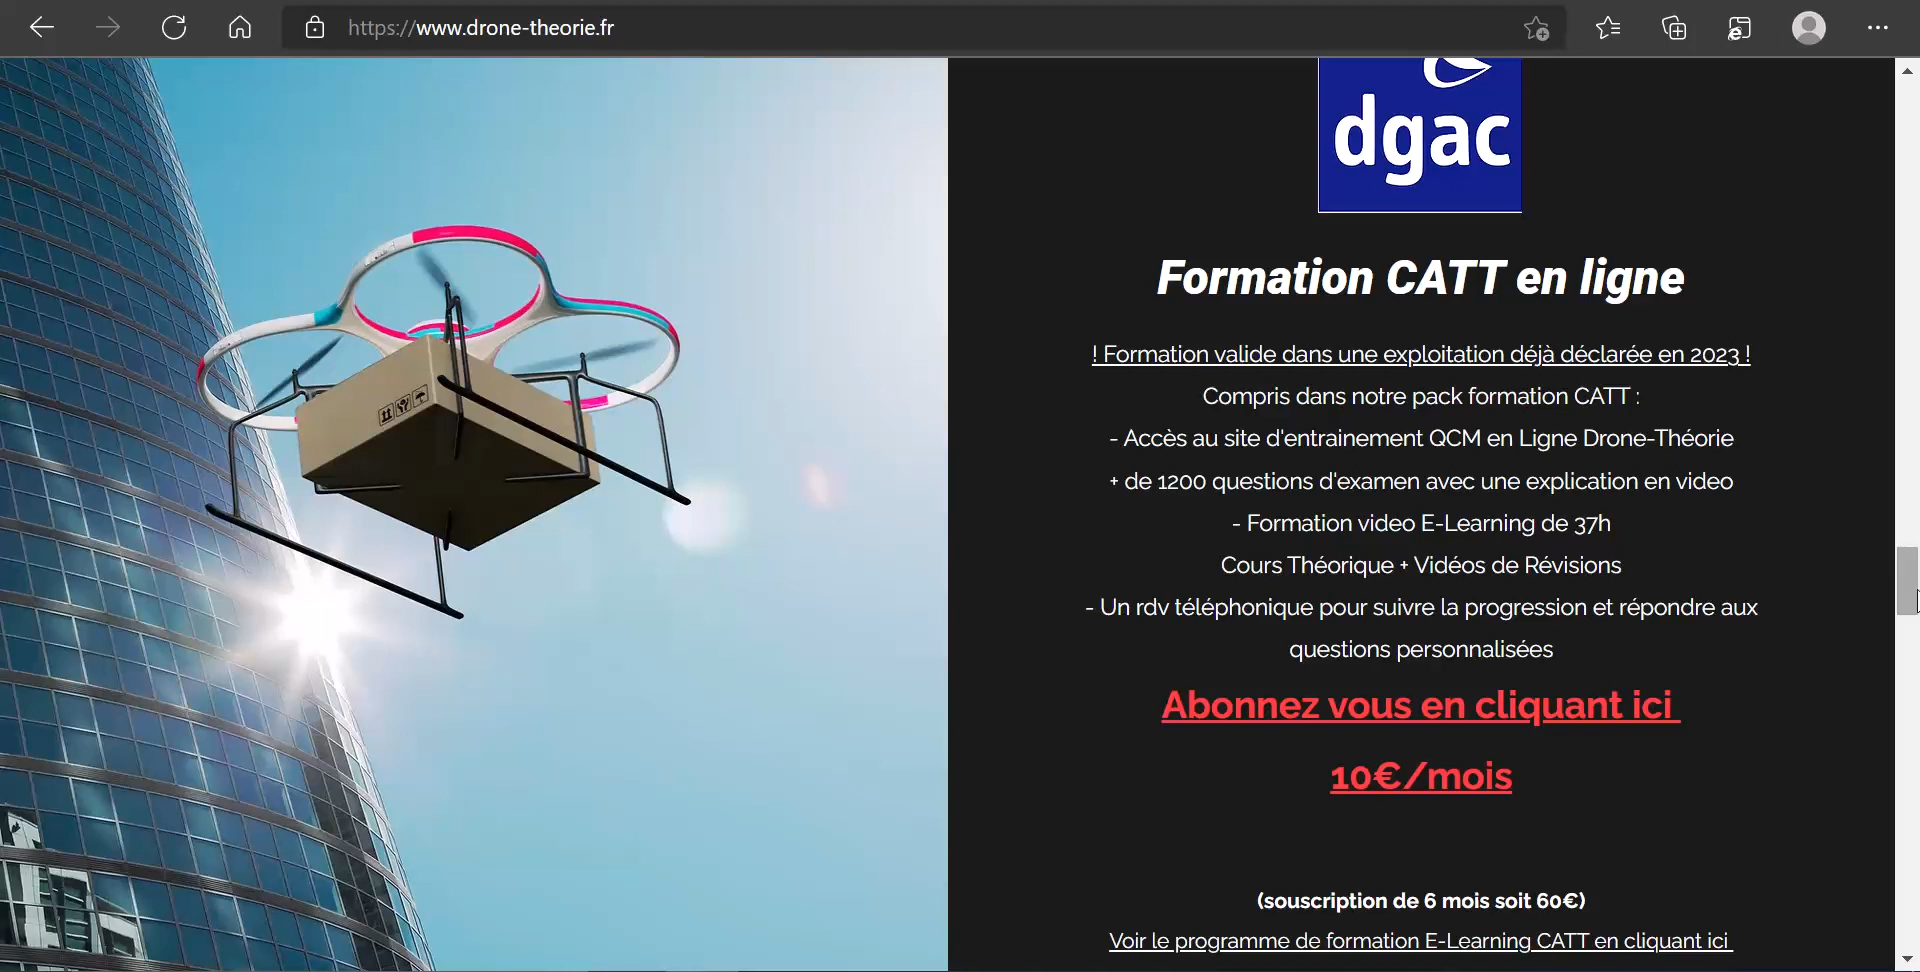 https://www.drone-theorie.fr
dgac
Formation CATT en ligne
! Formation valide dans une exploitation déjà déclarée en 2023 !
Compris dans notre pack formation CATT :
- Accès au site d'entrainement QCM en Ligne Drone-Théorie
+ de 1200 questions d'examen avec une explication en video
- Formation video E-Learning de 37h
Cours Théorique + Vidéos de Révisions
- Un rdv téléphonique pour suivre la progression et répondre aux
questions personnalisées
Abonnez vous en cliquant ici
10€/mois
(souscription de 6 mois soit 60€)
Voir le programme de formation E-Learning CATT en cliquant ici